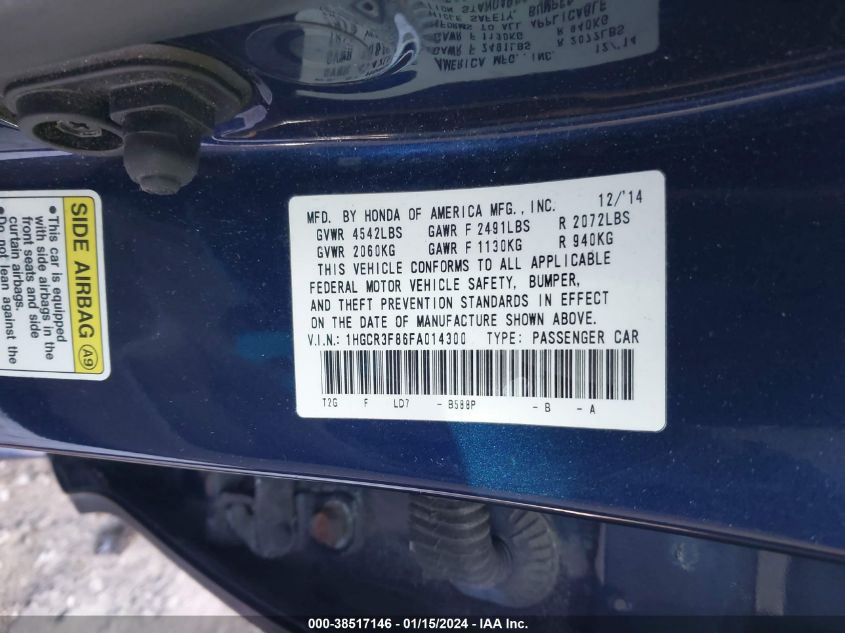 MFD. BY HONDA OF AMERICA MFG., INC. 12/'14
GVWR 4542LBS GAWR F 2491LBS R 2072LBS
GVWR 2060KG GAWR F 1130KG R 940KG
THIS VEHICLE CONFORMS TO ALL APPLICABLE
FEDERAL MOTOR VEHICLE SAFETY, BUMPER,
AND THEFT PREVENTION STANDARDS IN EFFECT
ON THE DATE OF MANUFACTURE SHOWN ABOVE.
V.I.N.: 1HGCR3F86FA014300 TYPE: PASSENGER CAR
T2G F LD7 - B588P - B - A
SIDE AIRBAG A9
• This car is equipped
with side airbags in the
front seats and side
curtain airbags.
• Do not lean against the
000-38517146 - 01/15/2024 - IAA Inc.